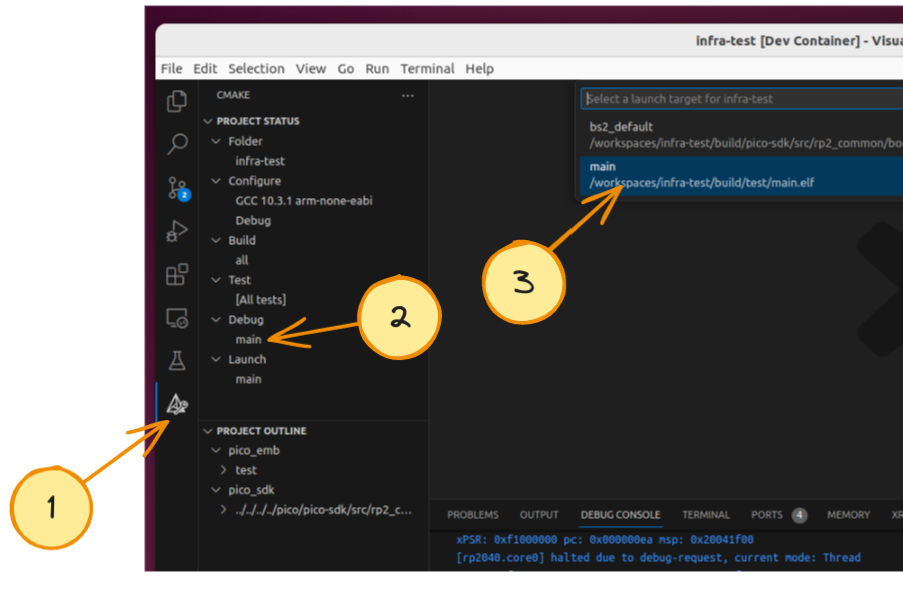 infra-test [Dev Container] - Visua
File Edit Selection View Go Run Terminal Help
CMAKE
Select a launch target for infra-test
PROJECT STATUS
bs2_default
/workspaces/infra-test/build/pico-sdk/src/rp2_common/bo
main
/workspaces/infra-test/build/test/main.elf
Folder
infra-test
Configure
GCC 10.3.1 arm-none-eabi
Debug
Build
all
Test
[All tests]
Debug
main
Launch
main
2
1
2
3
PROJECT OUTLINE
pico_emb
test
pico_sdk
../../../../pico/pico-sdk/src/rp2_c...
PROBLEMS OUTPUT DEBUG CONSOLE TERMINAL PORTS 4 MEMORY XR
xPSR: 0xf1000000 pc: 0x000000ea msp: 0x20041f00
[rp2040.core0] halted due to debug-request, current mode: Thread